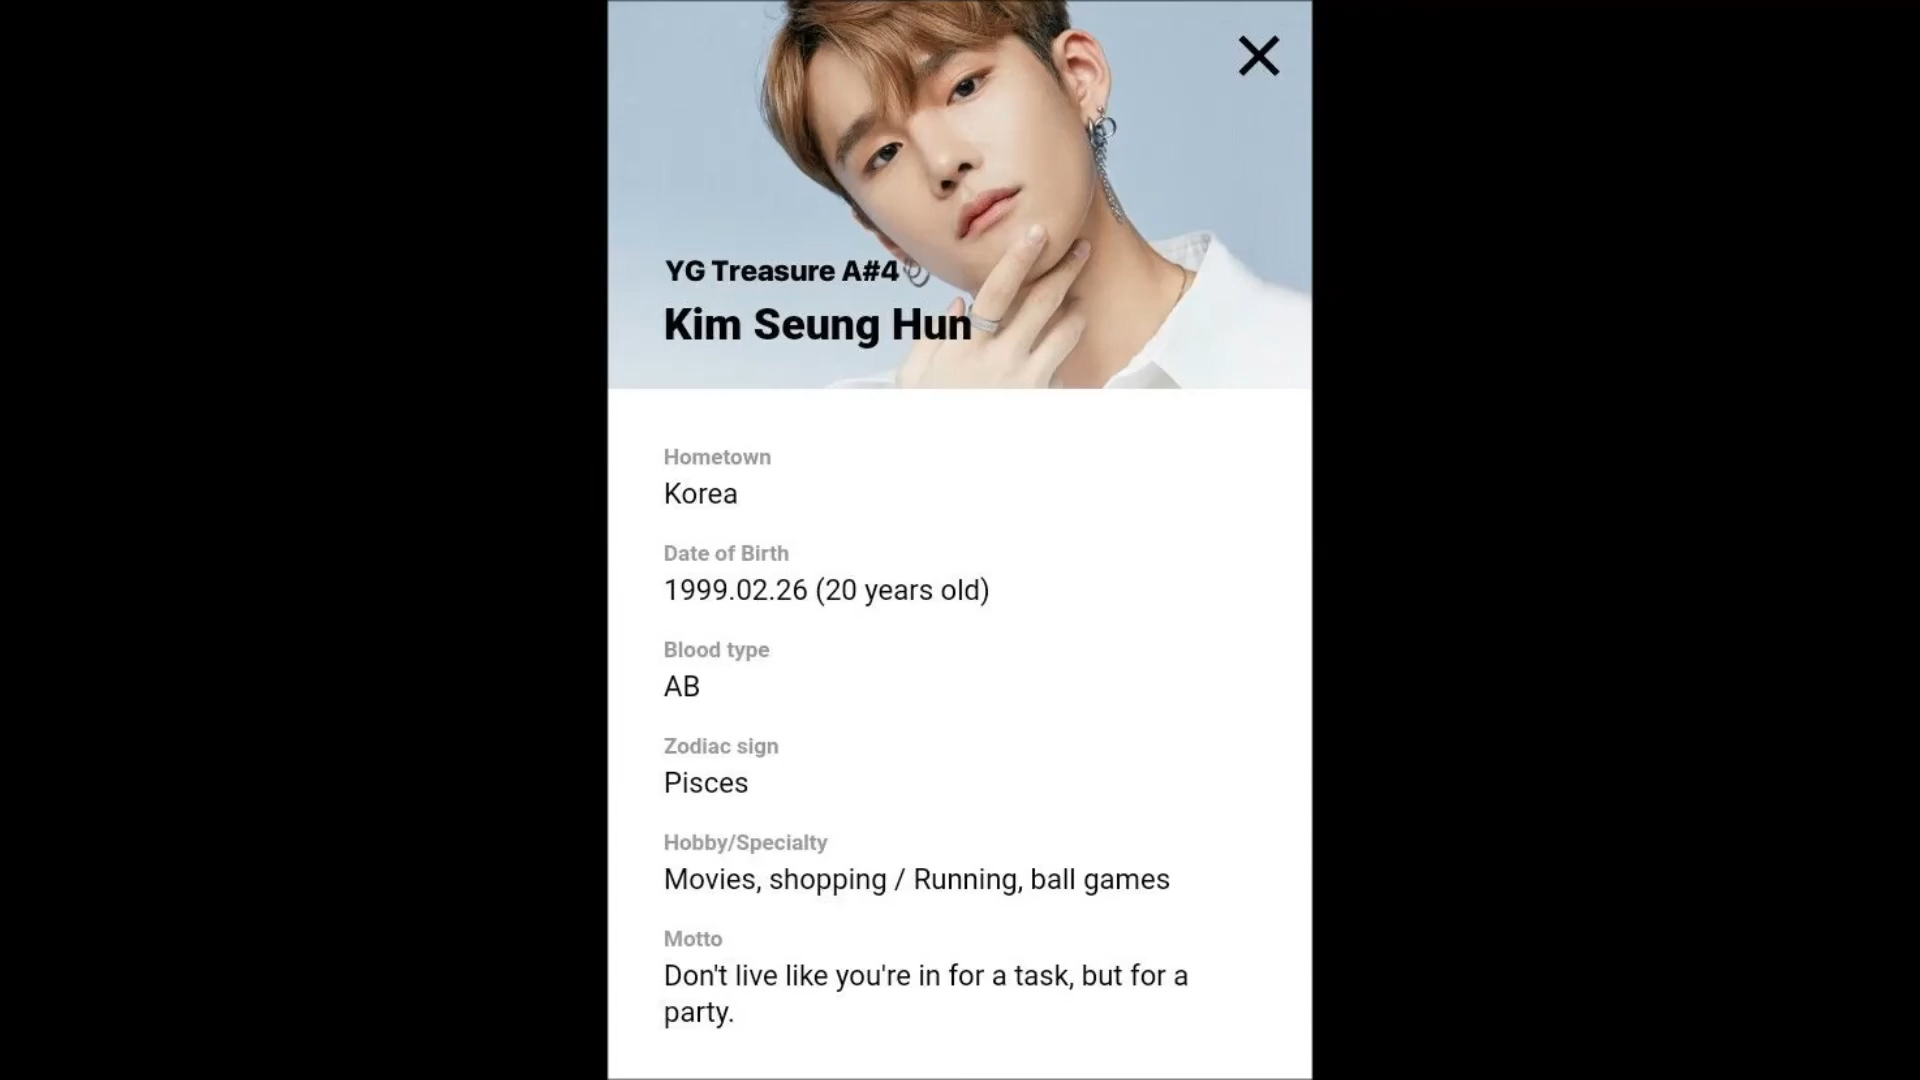 YG Treasure A#4
Kim Seung Hun
Hometown
Korea
Date of Birth
1999.02.26 (20 years old)
Blood type
AB
Zodiac sign
Pisces
Hobby/Specialty
Movies, shopping / Running, ball games
Motto
Don't live like you're in for a task, but for a
party.